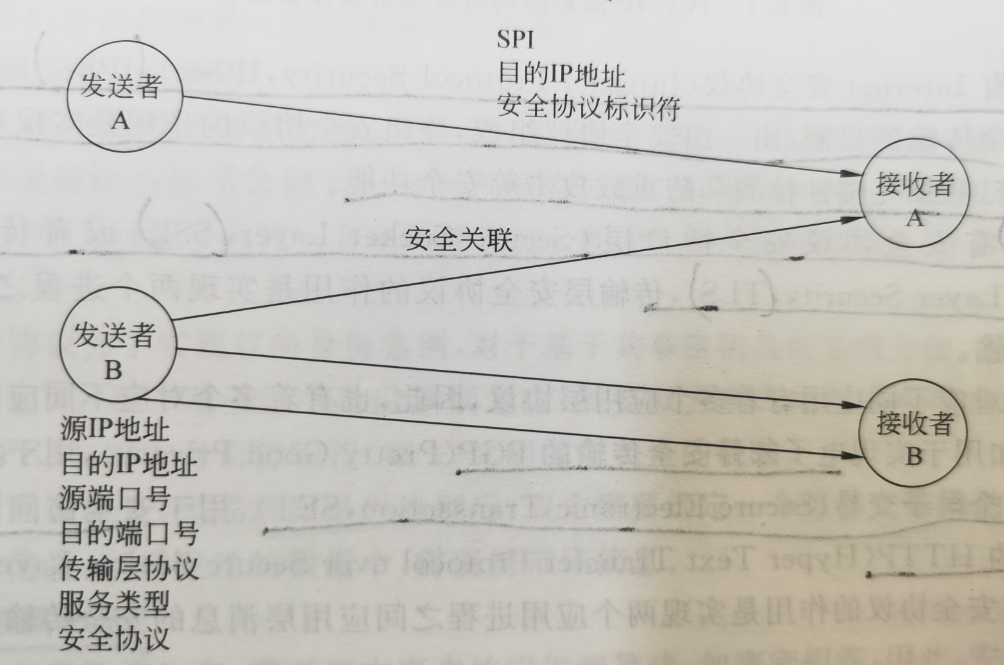 SPI
目的IP地址
安全协议标识符
发送者
A
接收者
A
安全关联
发送者
B
接收者
B
源IP地址
目的IP地址
源端口号
目的端口号
传输层协议
服务类型
安全协议